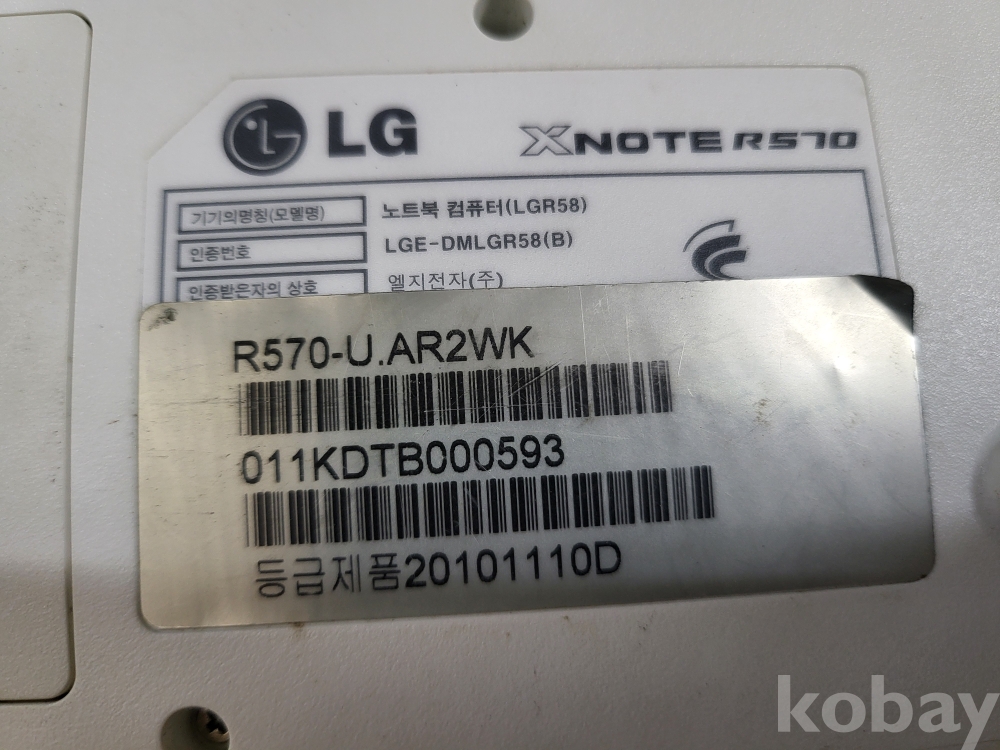 LG
XNOTE R570
기기의명칭(모델명) 노트북 컴퓨터(LGR58)
인증번호 LGE-DMLGR58(B)
인증받은자의 상호 엘지전자(주)
R570-U.AR2WK
011KDTB000593
등급제품20101110D
kobay